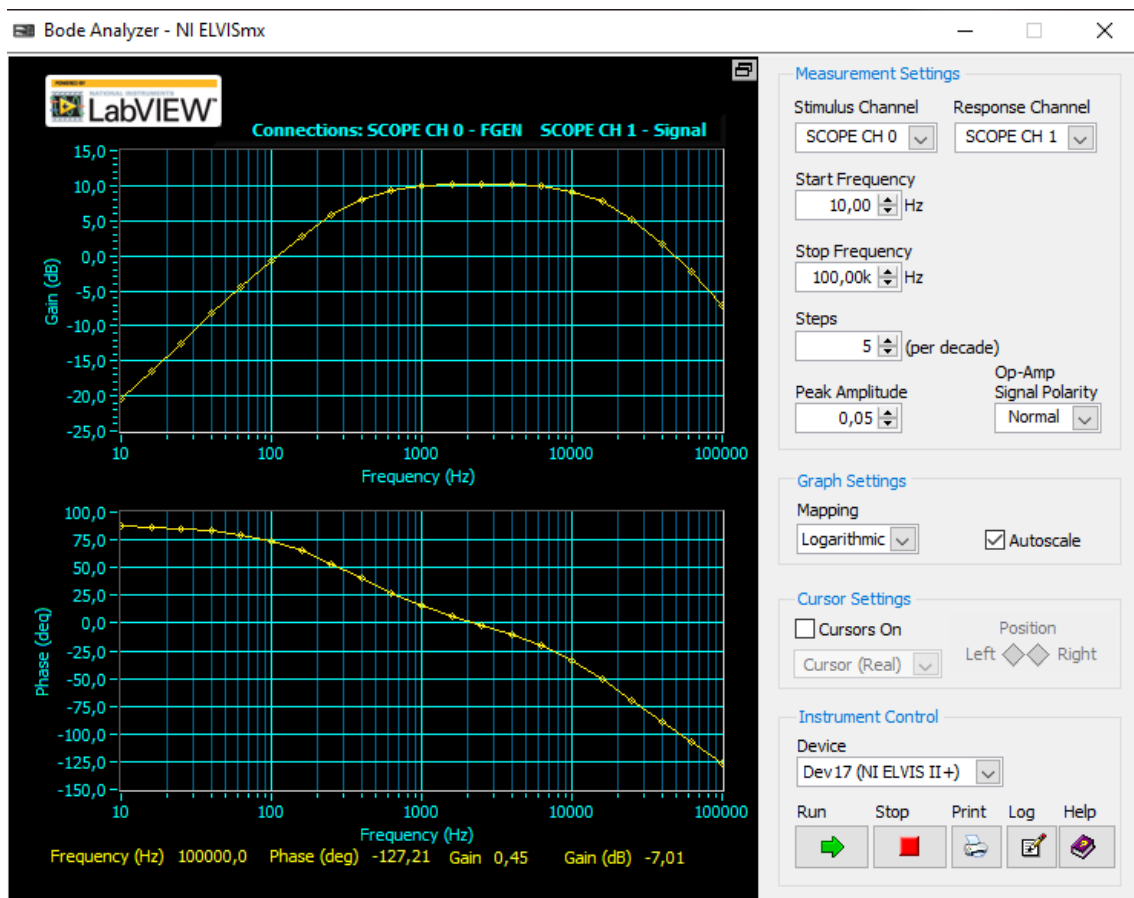 Bode Analyzer - NI ELVISmx
POWERED BY
NATIONAL INSTRUMENTS
LabVIEW™
Connections: SCOPE CH 0 - FGEN SCOPE CH 1 - Signal
15,0
10,0
5,0
0,0
-5,0
-10,0
-15,0
-20,0
-25,0
Gain (dB)
10 100 1000 10000 100000
Frequency (Hz)
100,0
75,0
50,0
25,0
0,0
-25,0
-50,0
-75,0
-100,0
-125,0
-150,0
Phase (deg)
10 100 1000 10000 100000
Frequency (Hz)
Frequency (Hz) 100000,0 Phase (deg) -127,21 Gain 0,45 Gain (dB) -7,01
Measurement Settings
Stimulus Channel Response Channel
SCOPE CH 0 SCOPE CH 1
Start Frequency
10,00 Hz
Stop Frequency
100,00k Hz
Steps
5 (per decade)
Op-Amp
Peak Amplitude Signal Polarity
0,05 Normal
Graph Settings
Mapping
Logarithmic Autoscale
Cursor Settings
Cursors On Position
Cursor (Real) Left Right
Instrument Control
Device
Dev17 (NI ELVIS II+)
Run Stop Print Log Help